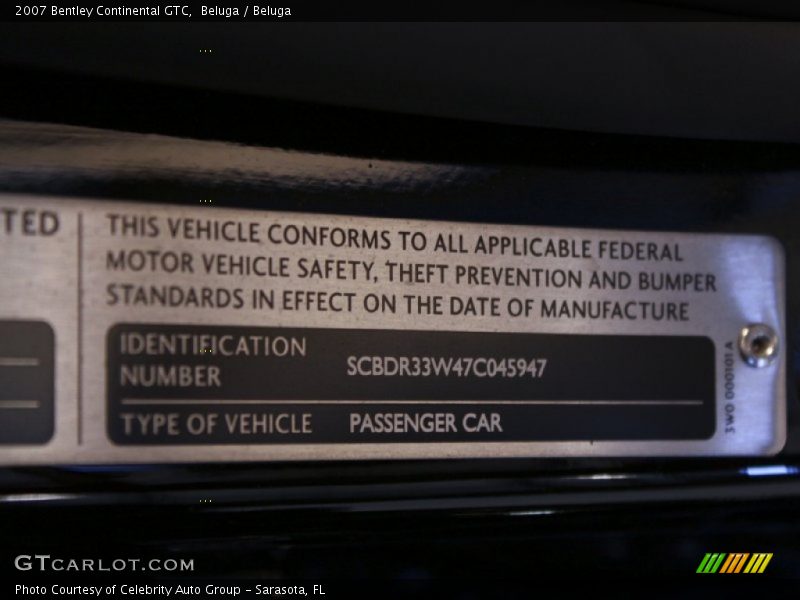 2007 Bentley Continental GTC,  Beluga / Beluga
TED
THIS VEHICLE CONFORMS TO ALL APPLICABLE FEDERAL
MOTOR VEHICLE SAFETY, THEFT PREVENTION AND BUMPER
STANDARDS IN EFFECT ON THE DATE OF MANUFACTURE
IDENTIFICATION
NUMBER
SCBDR33W47C045947
TYPE OF VEHICLE PASSENGER CAR
3W0 000101 A
GTCARLOT.COM
Photo Courtesy of Celebrity Auto Group - Sarasota, FL